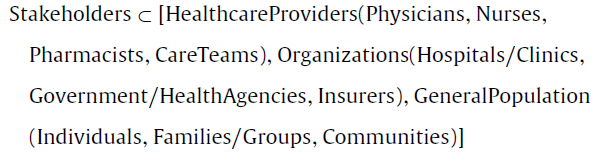 Stakeholders ⊂ [HealthcareProviders(Physicians, Nurses,
Pharmacists, CareTeams), Organizations(Hospitals/Clinics,
Government/HealthAgencies, Insurers), GeneralPopulation
(Individuals, Families/Groups, Communities)]